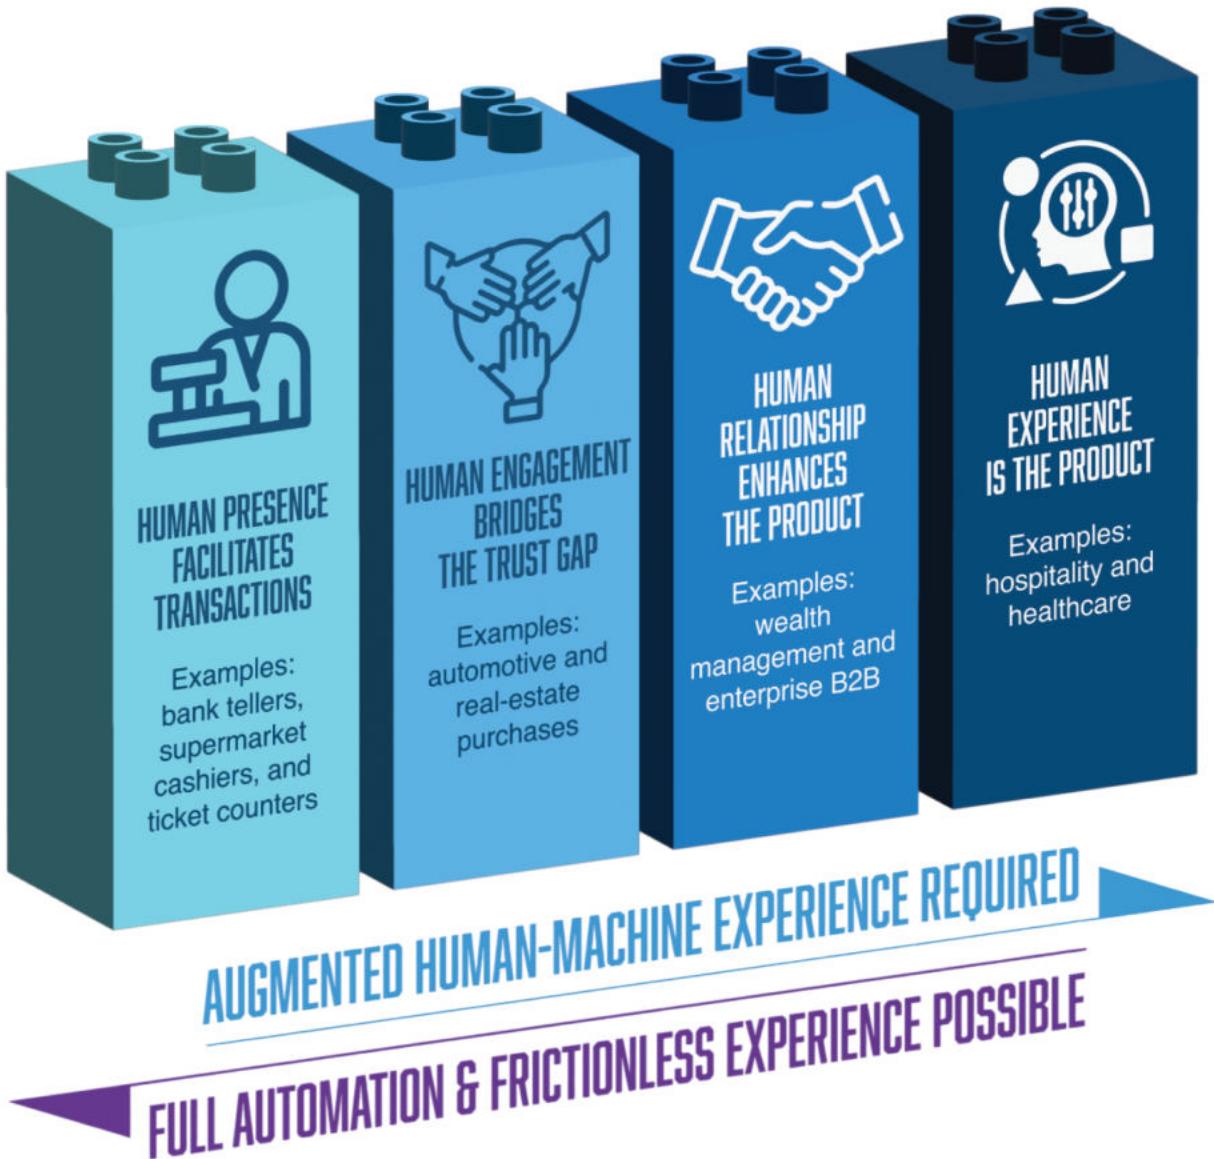 HUMAN PRESENCE
FACILITATES
TRANSACTIONS
Examples:
bank tellers,
supermarket
cashiers, and
ticket counters
HUMAN ENGAGEMENT
BRIDGES
THE TRUST GAP
Examples:
automotive and
real-estate
purchases
HUMAN
RELATIONSHIP
ENHANCES
THE PRODUCT
Examples:
wealth
management and
enterprise B2B
HUMAN
EXPERIENCE
IS THE PRODUCT
Examples:
hospitality and
healthcare
AUGMENTED HUMAN-MACHINE EXPERIENCE REQUIRED
FULL AUTOMATION & FRICTIONLESS EXPERIENCE POSSIBLE